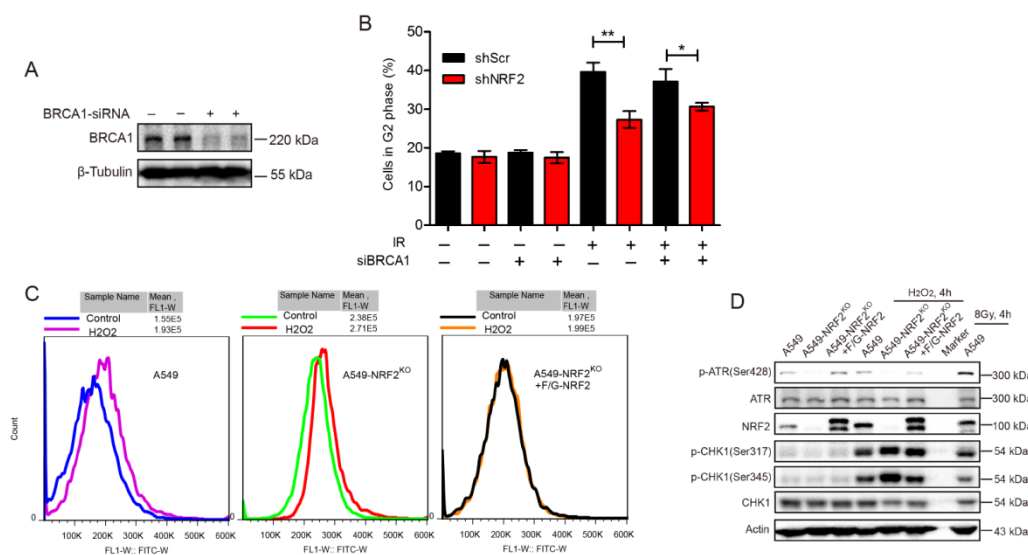 A
BRCA1-siRNA − − + +
BRCA1 220 kDa
β-Tubulin 55 kDa
B
Cells in G2 phase (%)
50
40
30
20
10
0
shScr
shNRF2
**
*
IR − − − − + + + +
siBRCA1 − − + + − − + +
C
Sample Name Mean , FL1-W
Control 1.55E5
H2O2 1.93E5
A549
Count
0
0 100K 200K 300K 400K 500K 600K
FL1-W:: FITC-W
Sample Name Mean , FL1-W
Control 2.38E5
H2O2 2.71E5
A549-NRF2KO
0
0 100K 200K 300K 400K 500K 600K
FL1-W:: FITC-W
Sample Name Mean , FL1-W
Control 1.97E5
H2O2 1.99E5
A549-NRF2KO
+F/G-NRF2
0
0 100K 200K 300K 400K 500K 600K
FL1-W:: FITC-W
D
H2O2, 4h
8Gy, 4h
A549
A549-NRF2KO
A549-NRF2KO
+F/G-NRF2
A549
A549-NRF2KO
A549-NRF2KO
+F/G-NRF2
Marker
A549
p-ATR(Ser428) 300 kDa
ATR 300 kDa
NRF2 100 kDa
p-CHK1(Ser317) 54 kDa
p-CHK1(Ser345) 54 kDa
CHK1 54 kDa
Actin 43 kDa